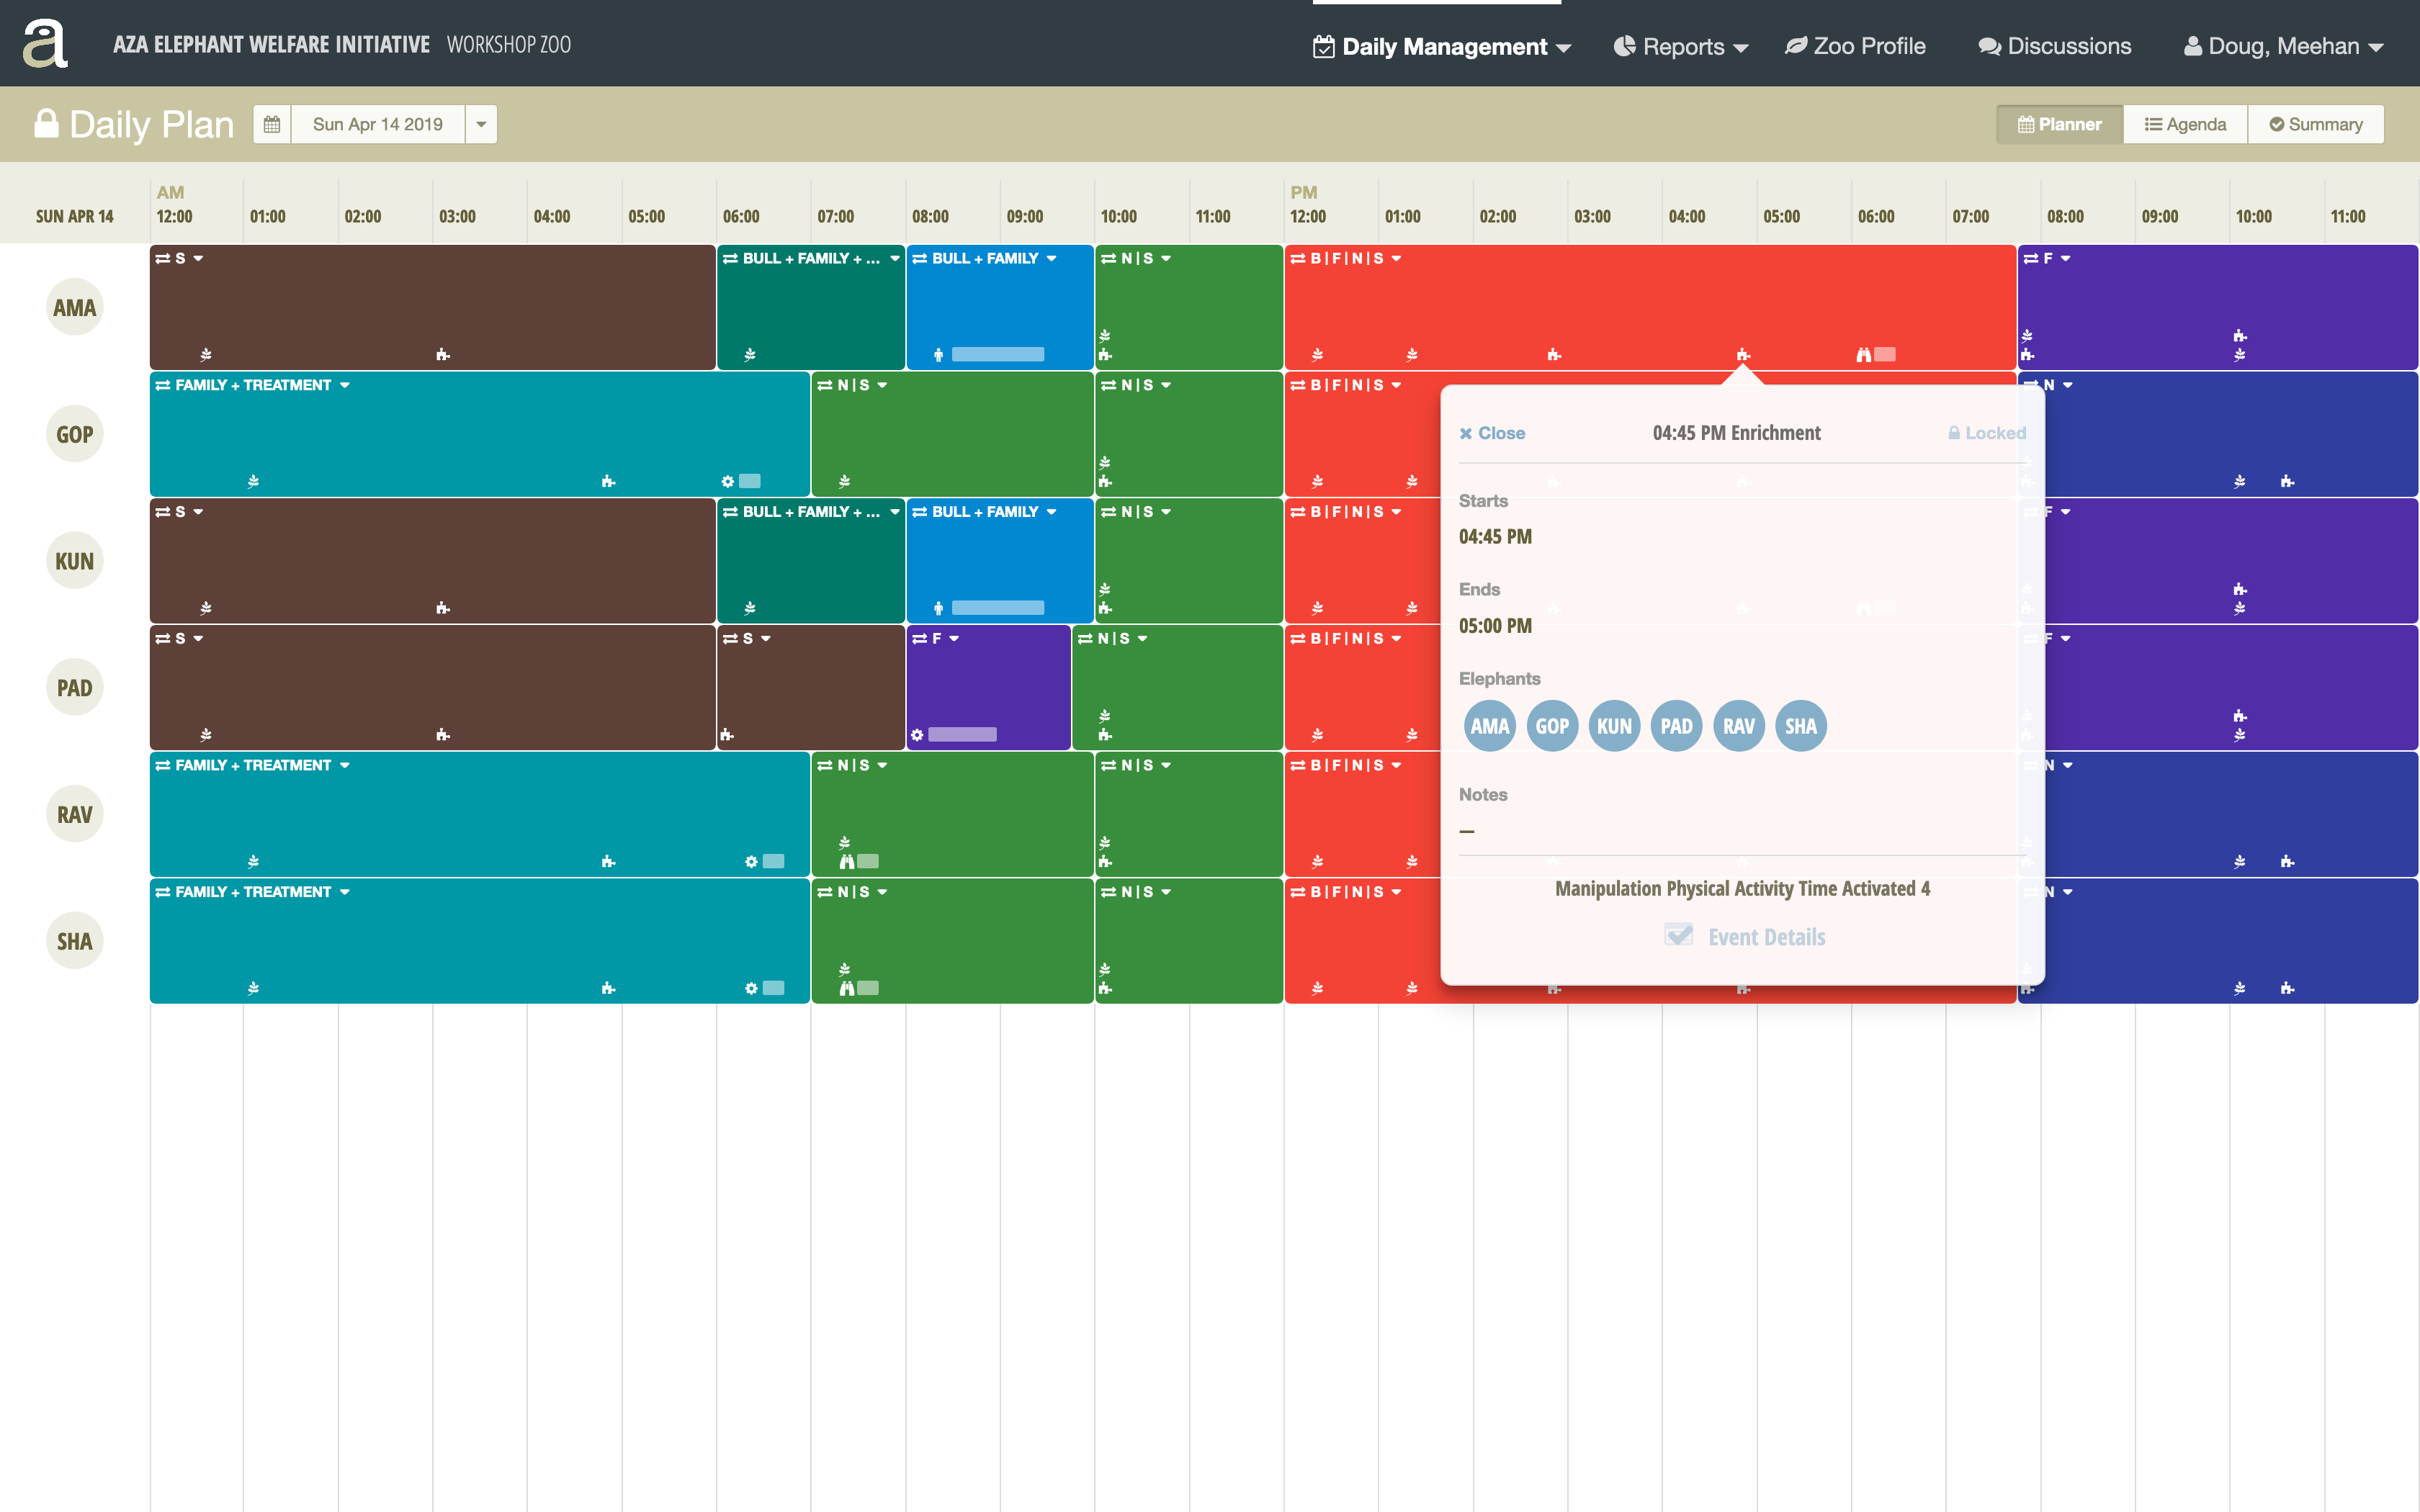 a AZA ELEPHANT WELFARE INITIATIVE WORKSHOP ZOO Daily Management Reports Zoo Profile Discussions Doug, Meehan
Daily Plan Sun Apr 14 2019 Planner Agenda Summary
AM PM
SUN APR 14 12:00 01:00 02:00 03:00 04:00 05:00 06:00 07:00 08:00 09:00 10:00 11:00 12:00 01:00 02:00 03:00 04:00 05:00 06:00 07:00 08:00 09:00 10:00 11:00
AMA S BULL + FAMILY + ... BULL + FAMILY N | S B | F | N | S F
GOP FAMILY + TREATMENT N | S N | S B | F | N | S N
KUN S BULL + FAMILY + ... BULL + FAMILY N | S B | F | N | S F
PAD S S F N | S B | F | N | S F
RAV FAMILY + TREATMENT N | S N | S B | F | N | S N
SHA FAMILY + TREATMENT N | S N | S B | F | N | S N
Close 04:45 PM Enrichment Locked
Starts
04:45 PM
Ends
05:00 PM
Elephants
AMA GOP KUN PAD RAV SHA
Notes
—
Manipulation Physical Activity Time Activated 4
Event Details